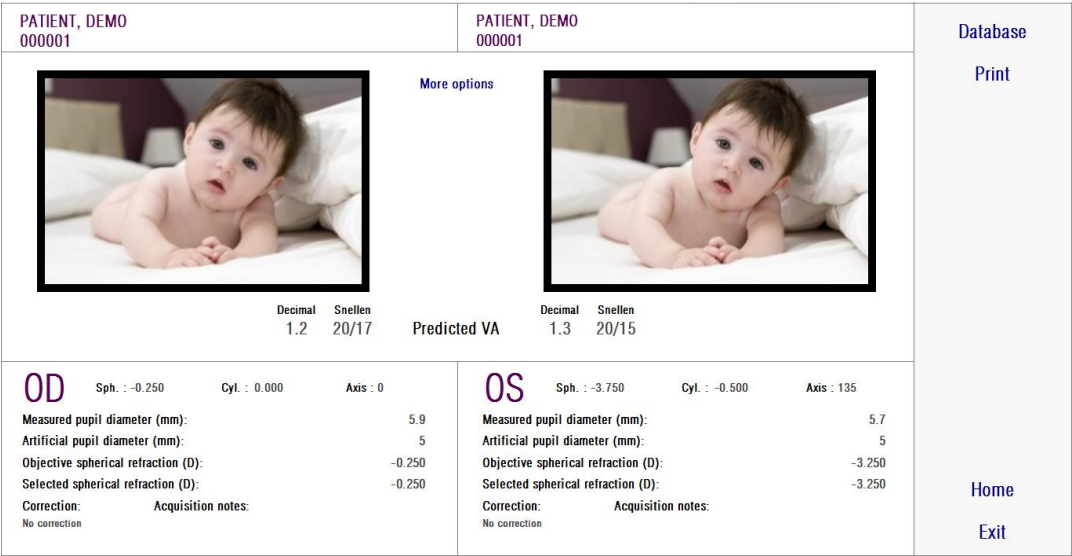 PATIENT, DEMO
000001
PATIENT, DEMO
000001
Database
Print
More options
Decimal Snellen
1.2 20/17
Predicted VA
Decimal Snellen
1.3 20/15
OD Sph. : -0.250 Cyl. : 0.000 Axis : 0
Measured pupil diameter (mm): 5.9
Artificial pupil diameter (mm): 5
Objective spherical refraction (D): -0.250
Selected spherical refraction (D): -0.250
Correction: Acquisition notes:
No correction
OS Sph. : -3.750 Cyl. : -0.500 Axis : 135
Measured pupil diameter (mm): 5.7
Artificial pupil diameter (mm): 5
Objective spherical refraction (D): -3.250
Selected spherical refraction (D): -3.250
Correction: Acquisition notes:
No correction
Home
Exit